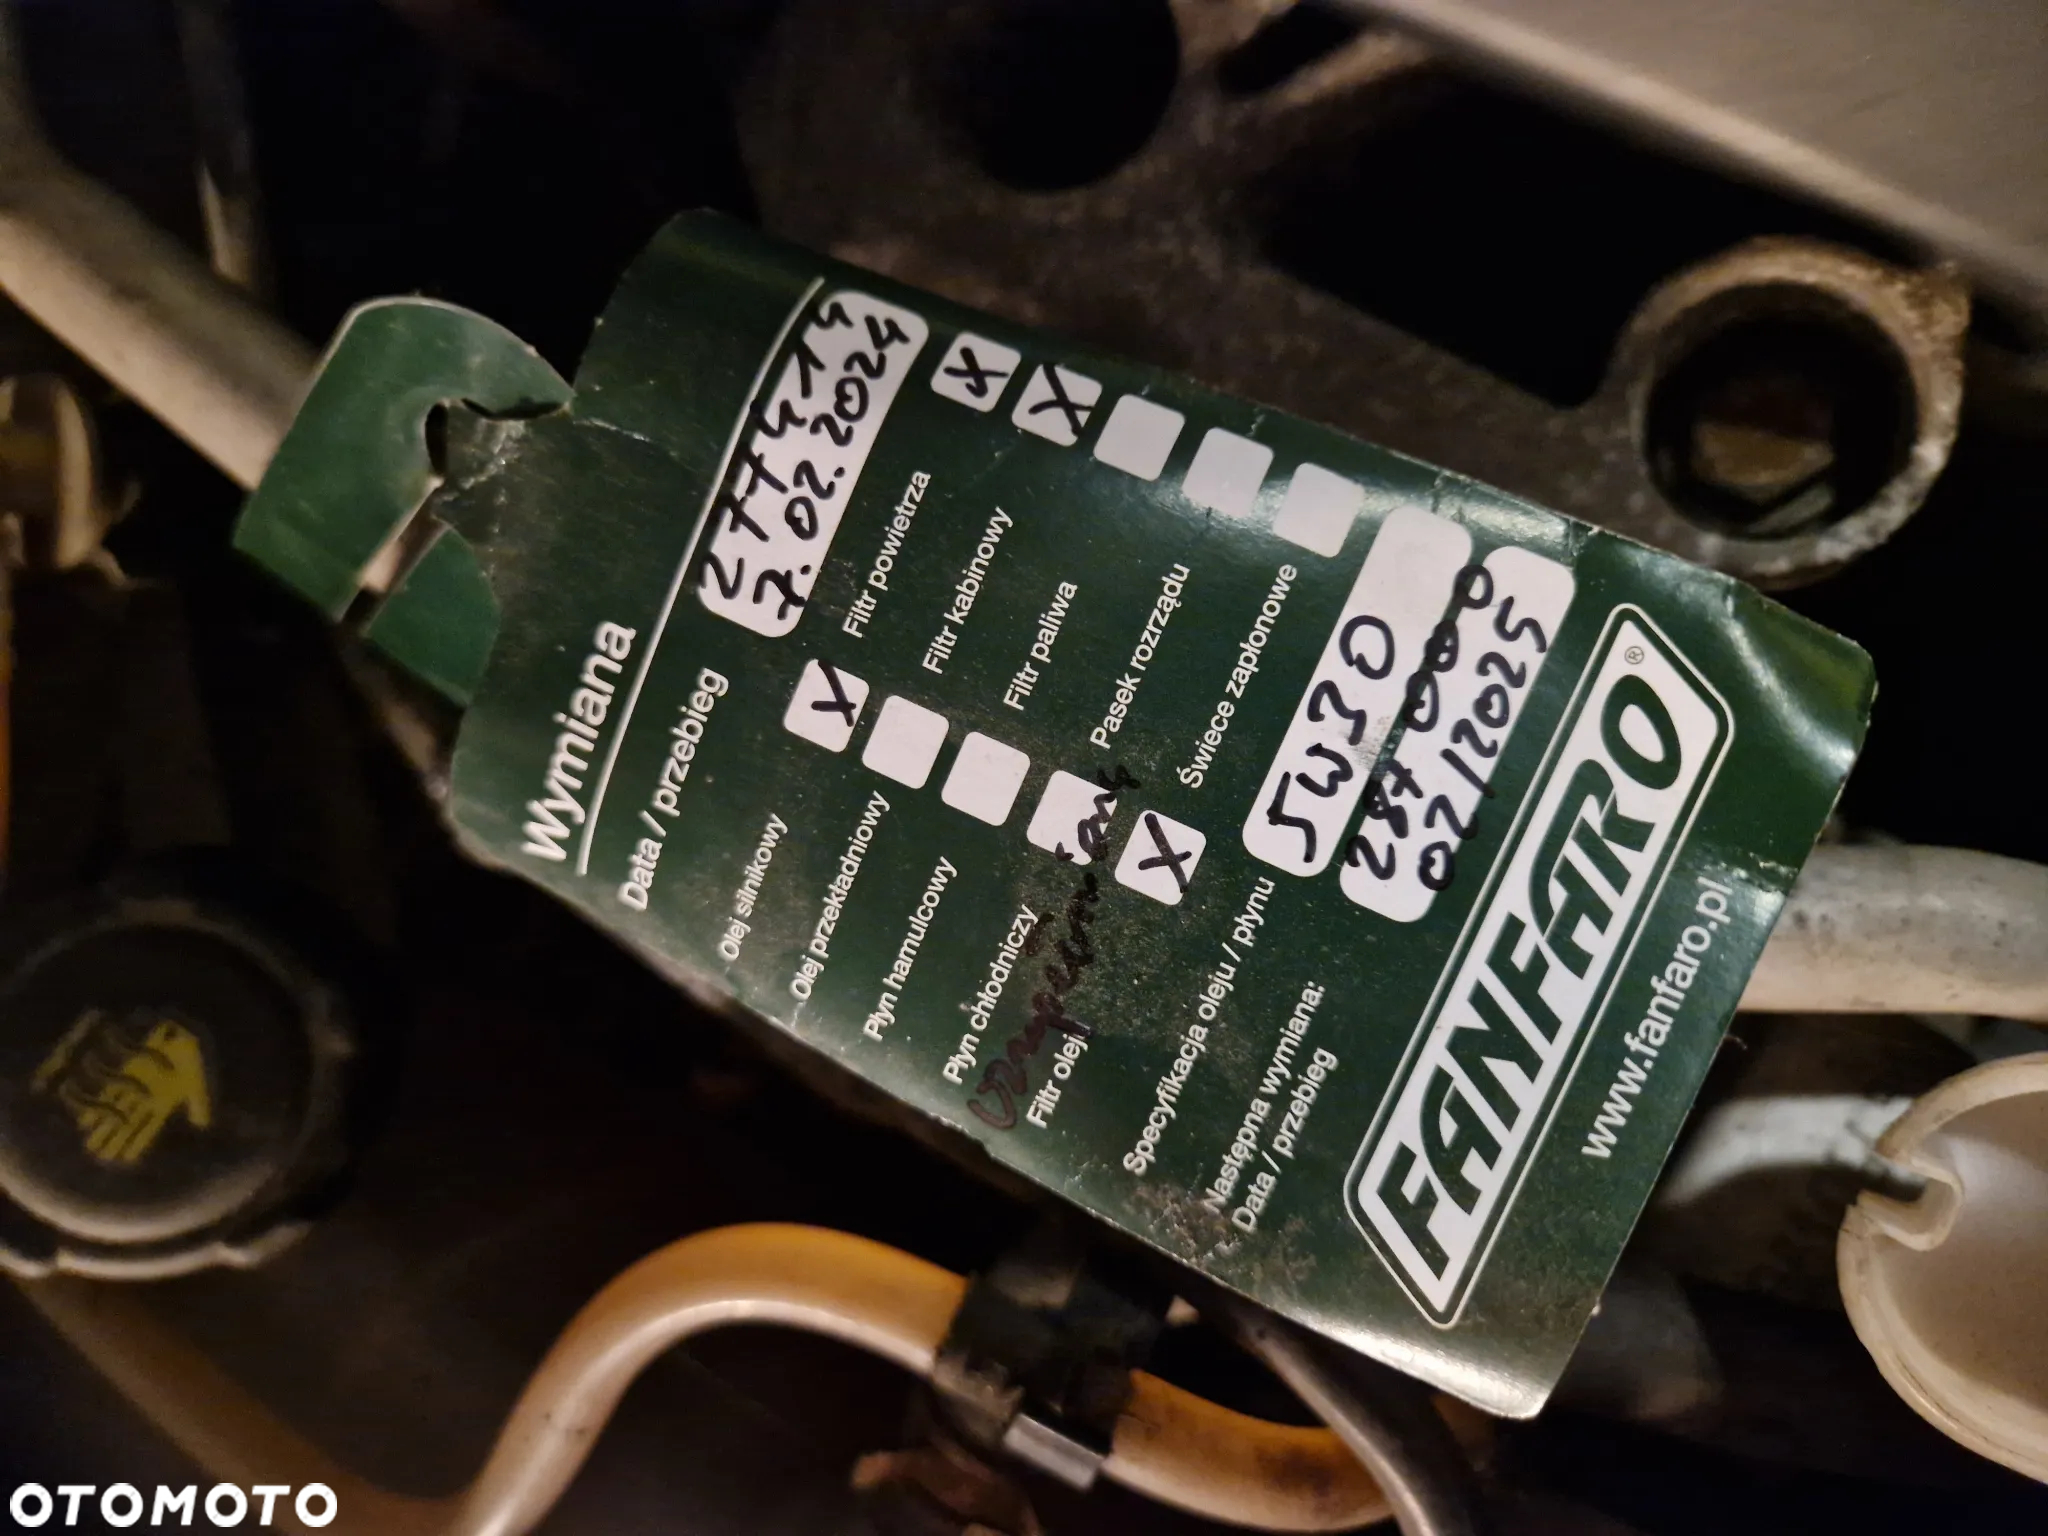 Wymiana
277414
Data / przebieg 7.02.2024
Olej silnikowy X Filtr powietrza X
Olej przekładniowy Filtr kabinowy X
Płyn hamulcowy Filtr paliwa
Płyn chłodniczy Pasek rozrządu
Filtr oleju X Świece zapłonowe
Specyfikacja oleju / płynu 5W30
Następna wymiana: 287 000
Data / przebieg 02/2025
FANFARO®
www.fanfaro.pl
OTOMOTO